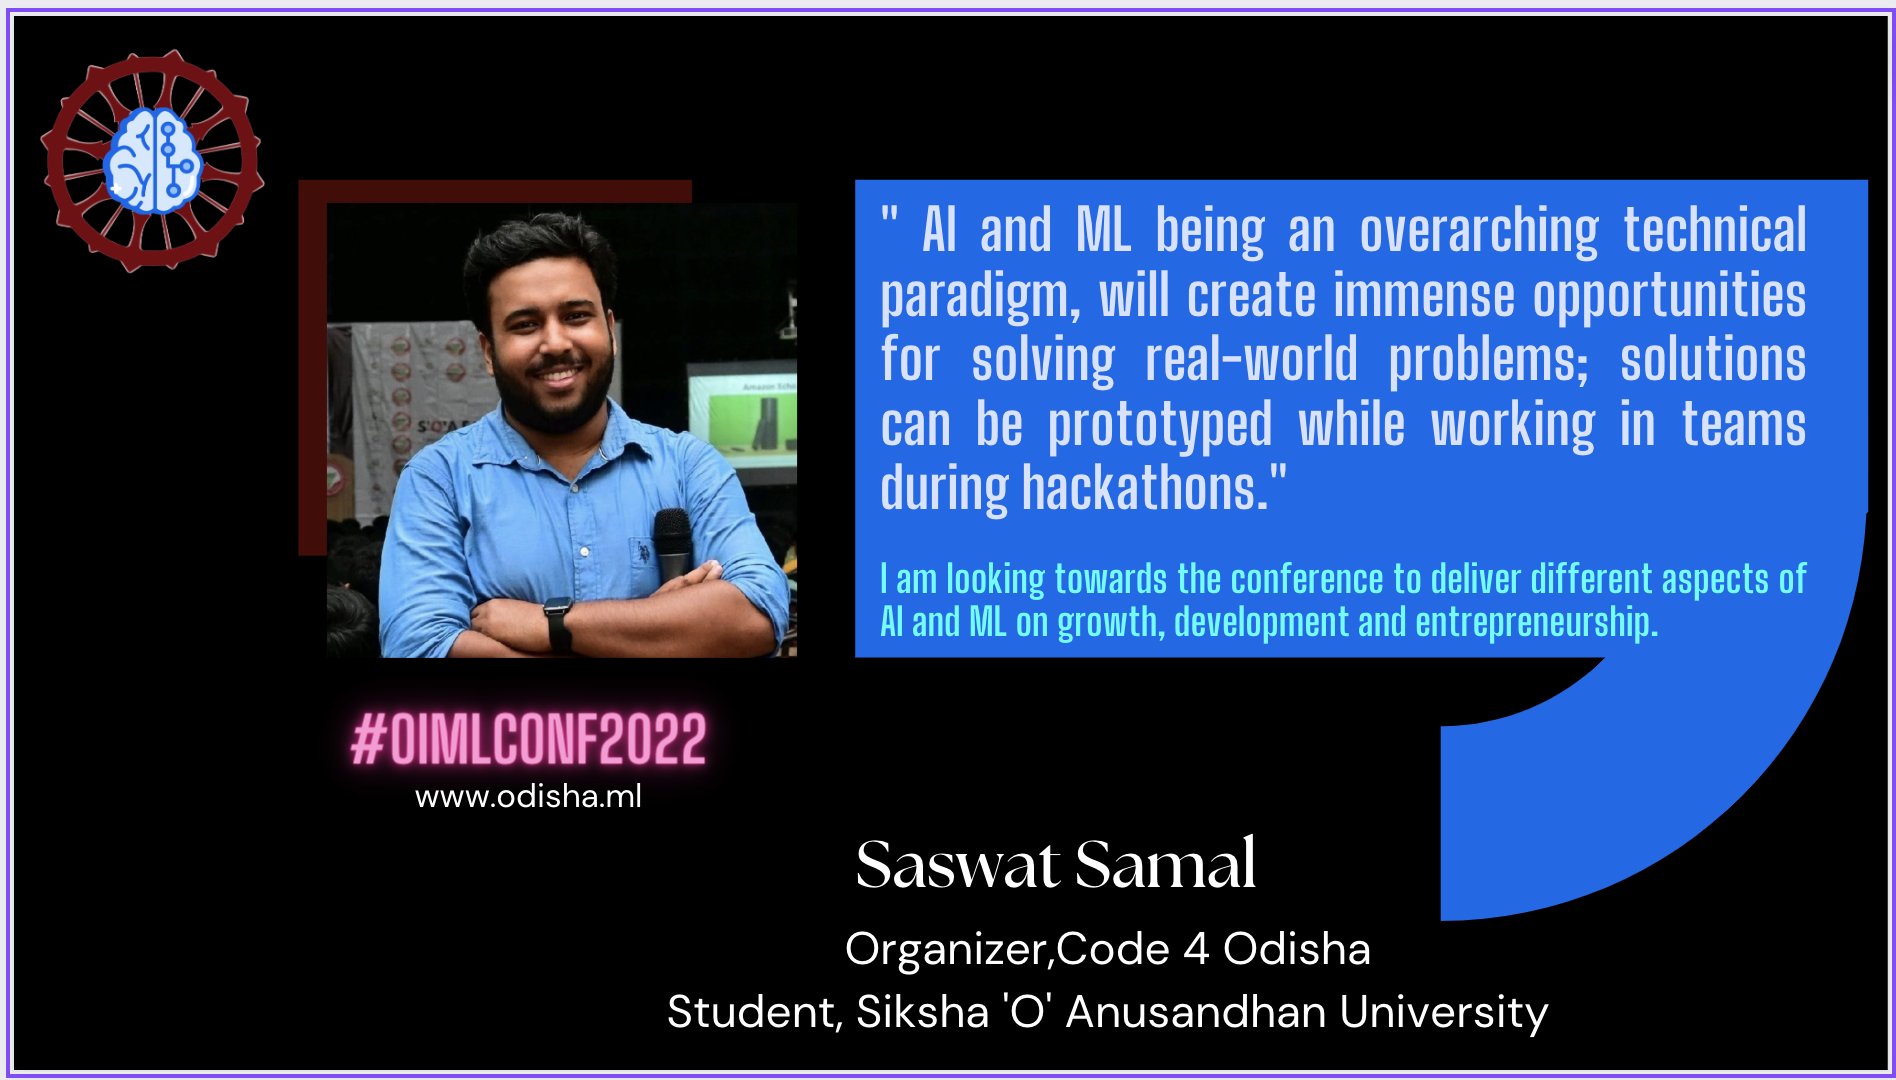 " AI and ML being an overarching technical
paradigm, will create immense opportunities
for solving real-world problems; solutions
can be prototyped while working in teams
during hackathons."
I am looking towards the conference to deliver different aspects of
AI and ML on growth, development and entrepreneurship.
Amazon Echo
#OIMLCONF2022
www.odisha.ml
Saswat Samal
Organizer,Code 4 Odisha
Student, Siksha 'O' Anusandhan University